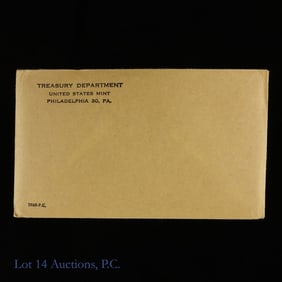 TREASURY DEPARTMENT
UNITED STATES MINT
PHILADELPHIA 30, PA.
Lot 14 Auctions, P.C.